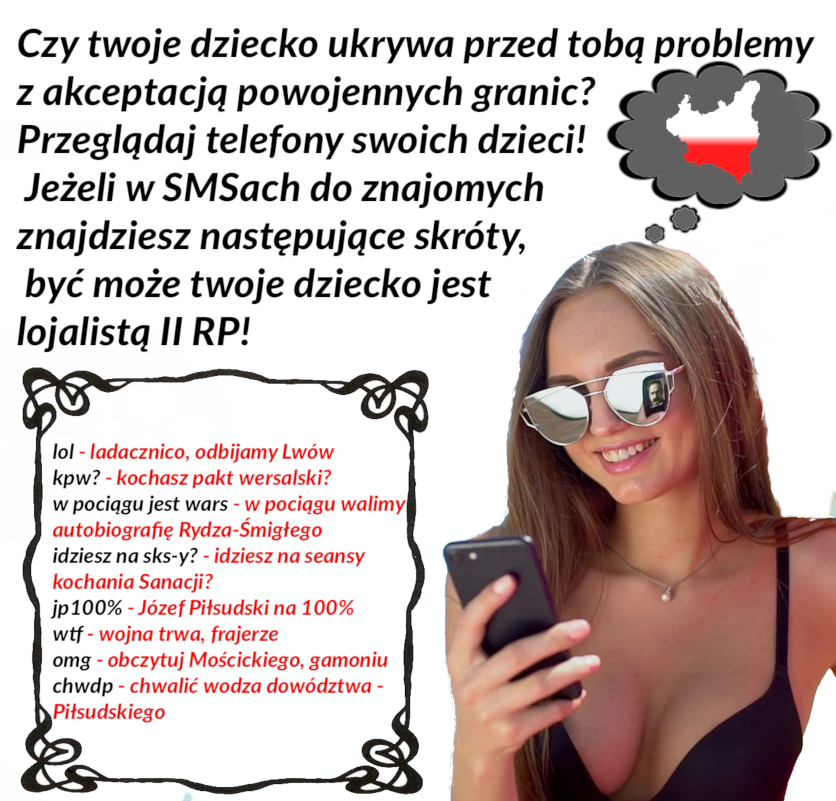 Czy twoje dziecko ukrywa przed tobą problemy
z akceptacją powojennych granic?
Przeglądaj telefony swoich dzieci!
Jeżeli w SMSach do znajomych
znajdziesz następujące skróty,
być może twoje dziecko jest
lojalistą II RP!
lol - ladacznico, odbijamy Lwów
kpw? - kochasz pakt wersalski?
w pociągu jest wars - w pociągu walimy
autobiografię Rydza-Śmigłego
idziesz na sks-y? - idziesz na seansy
kochania Sanacji?
jp100% - Józef Piłsudski na 100%
wtf - wojna trwa, frajerze
omg - obczytuj Mościckiego, gamoniu
chwdp - chwalić wodza dowództwa -
Piłsudskiego